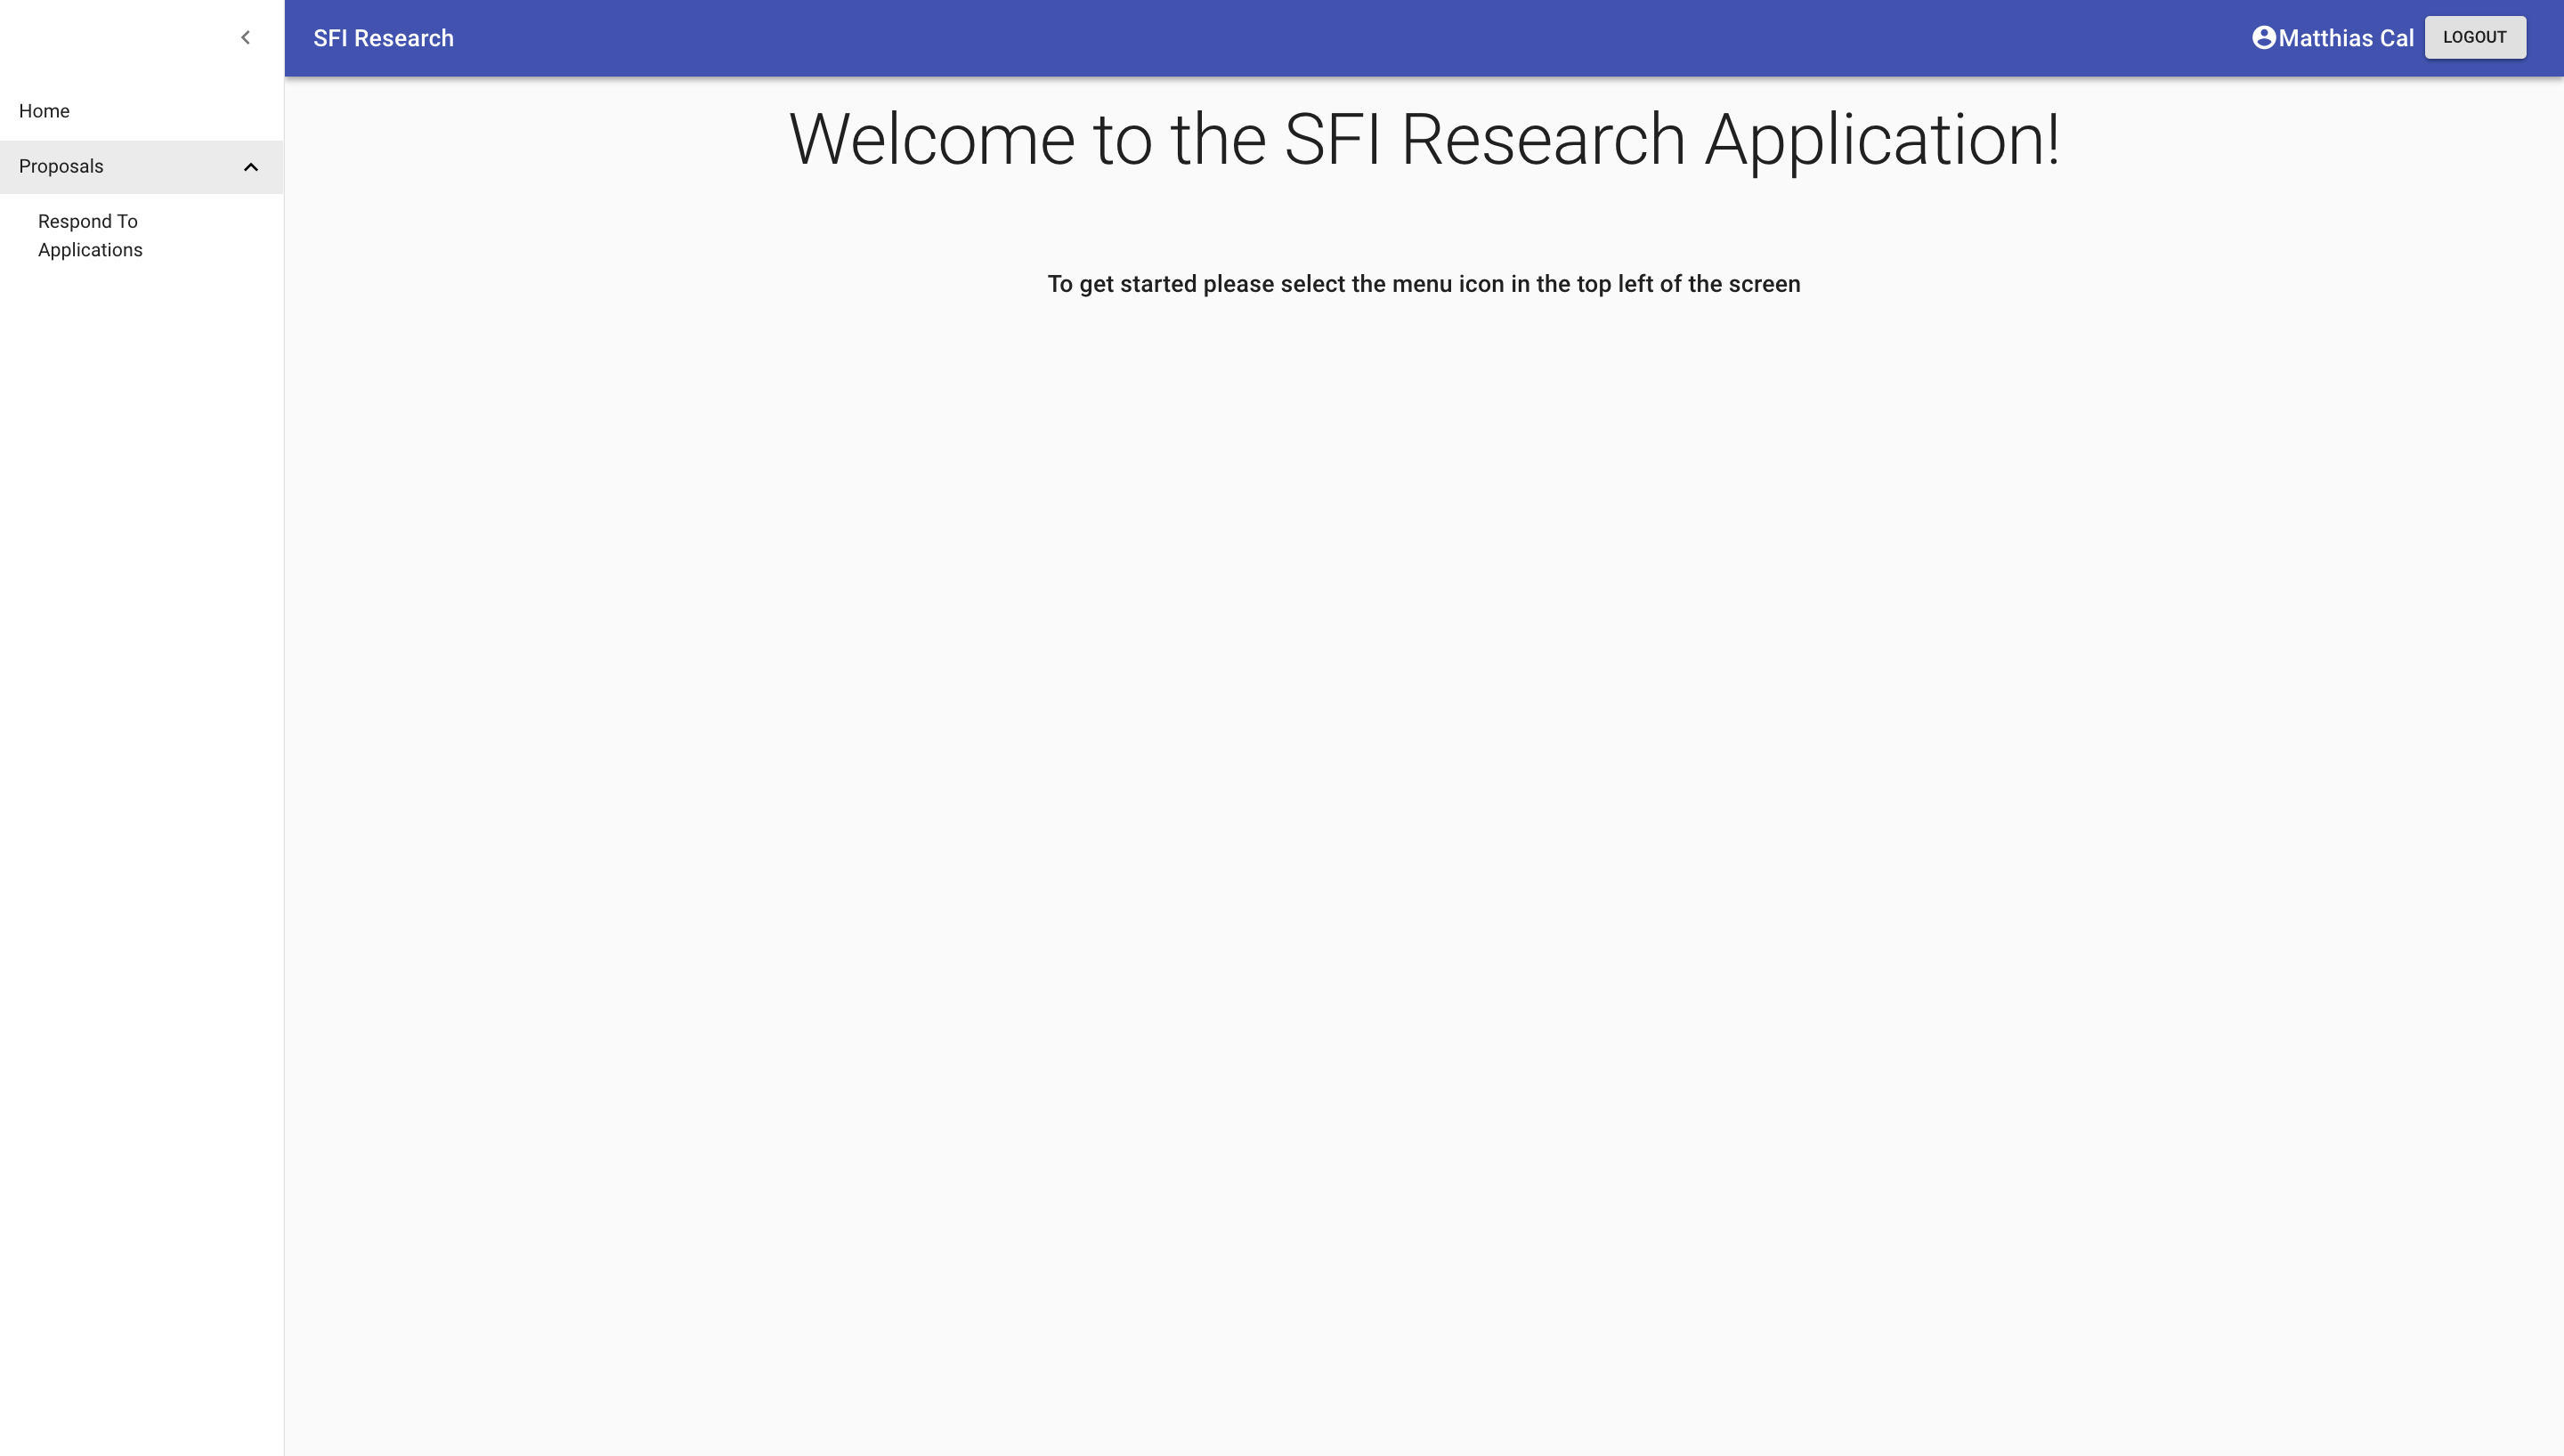 SFI Research
Matthias Cal
LOGOUT
Home
Proposals
Respond To
Applications
Welcome to the SFI Research Application!
To get started please select the menu icon in the top left of the screen